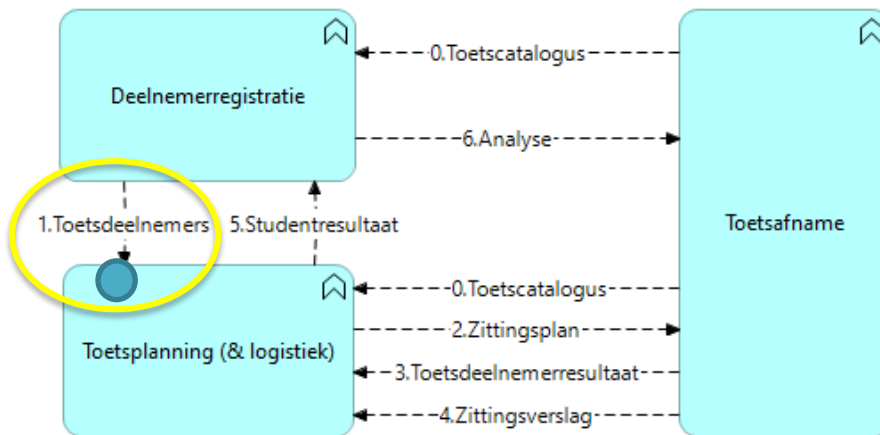 0.Toetscatalogus
Deelnemerregistratie
6.Analyse
1.Toetsdeelnemers
5.Studentresultaat
Toetsafname
0.Toetscatalogus
2.Zittingsplan
Toetsplanning (& logistiek)
3.Toetsdeelnemerresultaat
4.Zittingsverslag